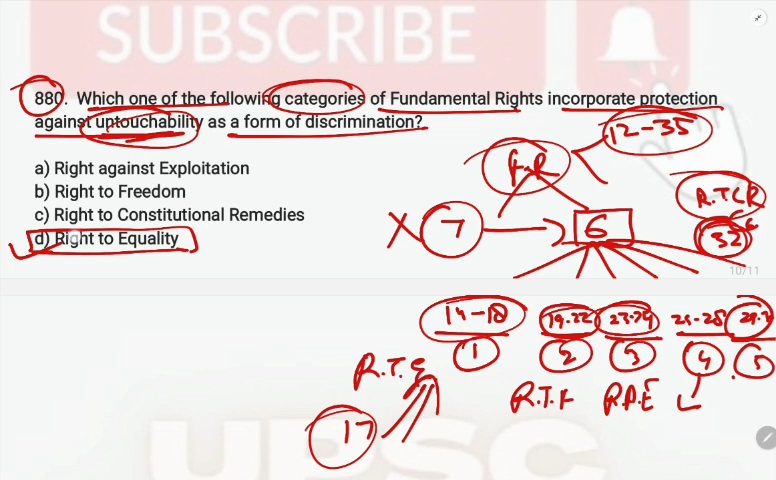 SUBSCRIBE
880. Which one of the following categories of Fundamental Rights incorporate protection
against untouchability as a form of discrimination?
12-35
F.R
a) Right against Exploitation
b) Right to Freedom
R.T.C.R
c) Right to Constitutional Remedies
7
6
32
d) Right to Equality
10/11
14-18
19-22
23-24
25-28
1
2
3
4
5
R.T.E
R.T.F
R.A.E
17
UPSC